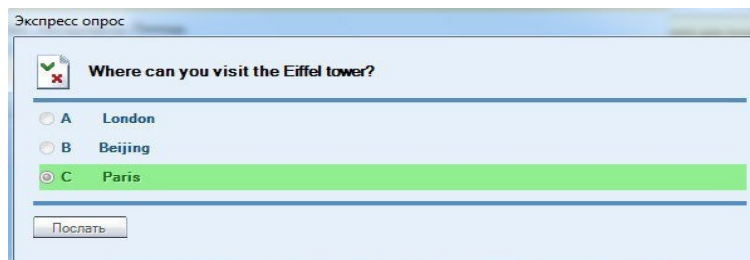 Экспресс опрос
Where can you visit the Eiffel tower?
A London
B Beijing
C Paris
Послать